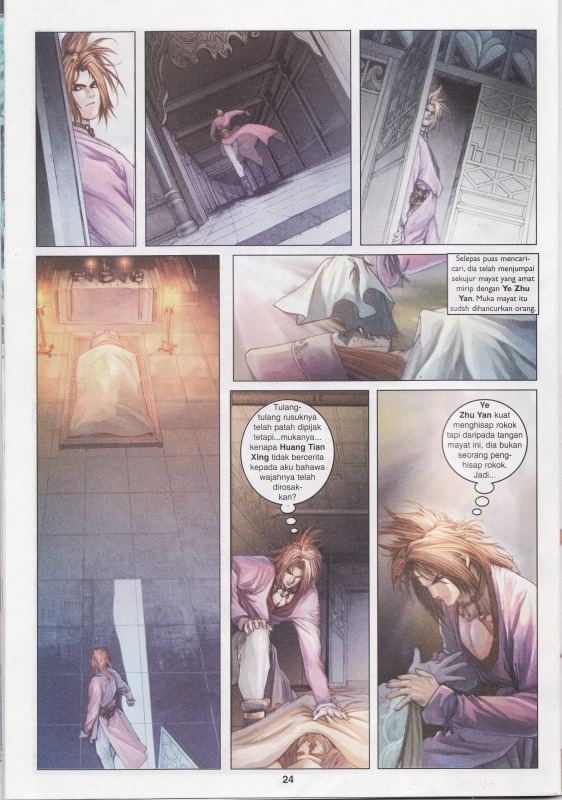 Selepas puas mencari-
cari, dia telah menjumpai
sekujur mayat yang amat
mirip dengan Ye Zhu
Yan. Muka mayat itu
sudah dihancurkan orang.
Tulang-
tulang rusuknya
telah patah dipijak
tetapi...mukanya...
kenapa Huang Tian
Xing tidak bercerita
kepada aku bahawa
wajahnya telah
dirosak-
kan?
Ye
Zhu Yan kuat
menghisap rokok
tapi daripada tangan
mayat ini, dia bukan
seorang peng-
hisap rokok.
Jadi...
24